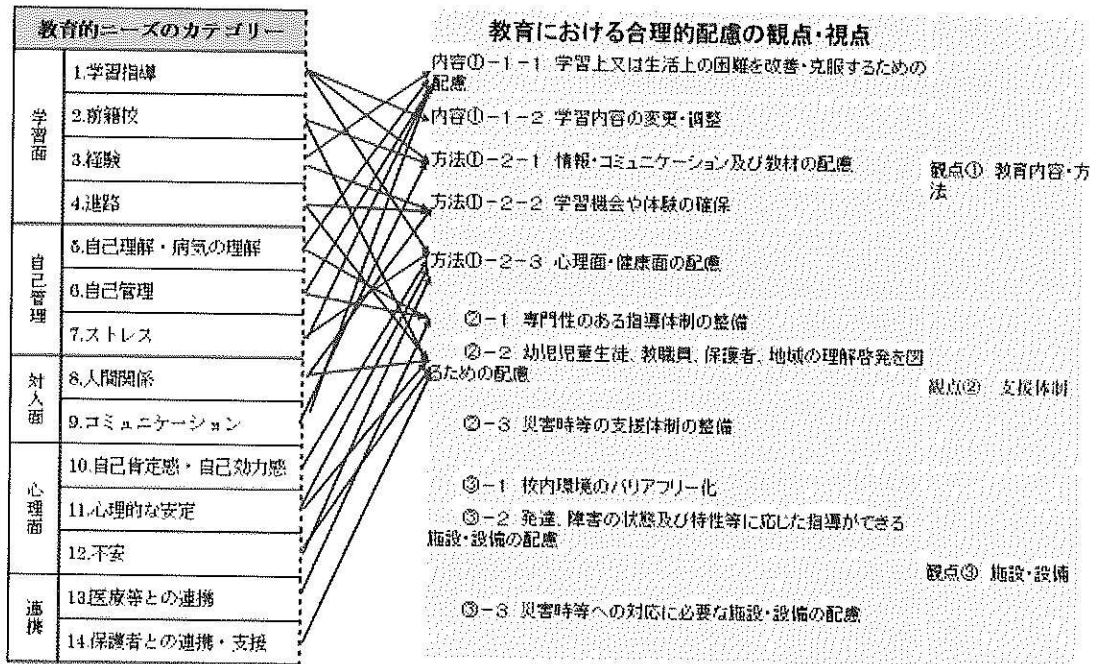 教育的ニーズのカテゴリー
学習面
1.学習指導
2.前籍校
3.経験
4.進路
自己管理
5.自己理解・病気の理解
6.自己管理
7.ストレス
対人面
8.人間関係
9.コミュニケーション
心理面
10.自己肯定感・自己効力感
11.心理的な安定
12.不安
連携
13.医療等との連携
14.保護者との連携・支援
教育における合理的配慮の観点・視点
内容①-1-1 学習上又は生活上の困難を改善・克服するための
配慮
内容①-1-2 学習内容の変更・調整
方法①-2-1 情報・コミュニケーション及び教材の配慮
方法①-2-2 学習機会や体験の確保
方法①-2-3 心理面・健康面の配慮
観点① 教育内容・方
法
②-1 専門性のある指導体制の整備
②-2 幼児児童生徒、教職員、保護者、地域の理解啓発を図
るための配慮
②-3 災害時等の支援体制の整備
観点② 支援体制
③-1 校内環境のバリアフリー化
③-2 発達、障害の状態及び特性等に応じた指導ができる
施設・設備の配慮
③-3 災害時等への対応に必要な施設・設備の配慮
観点③ 施設・設備